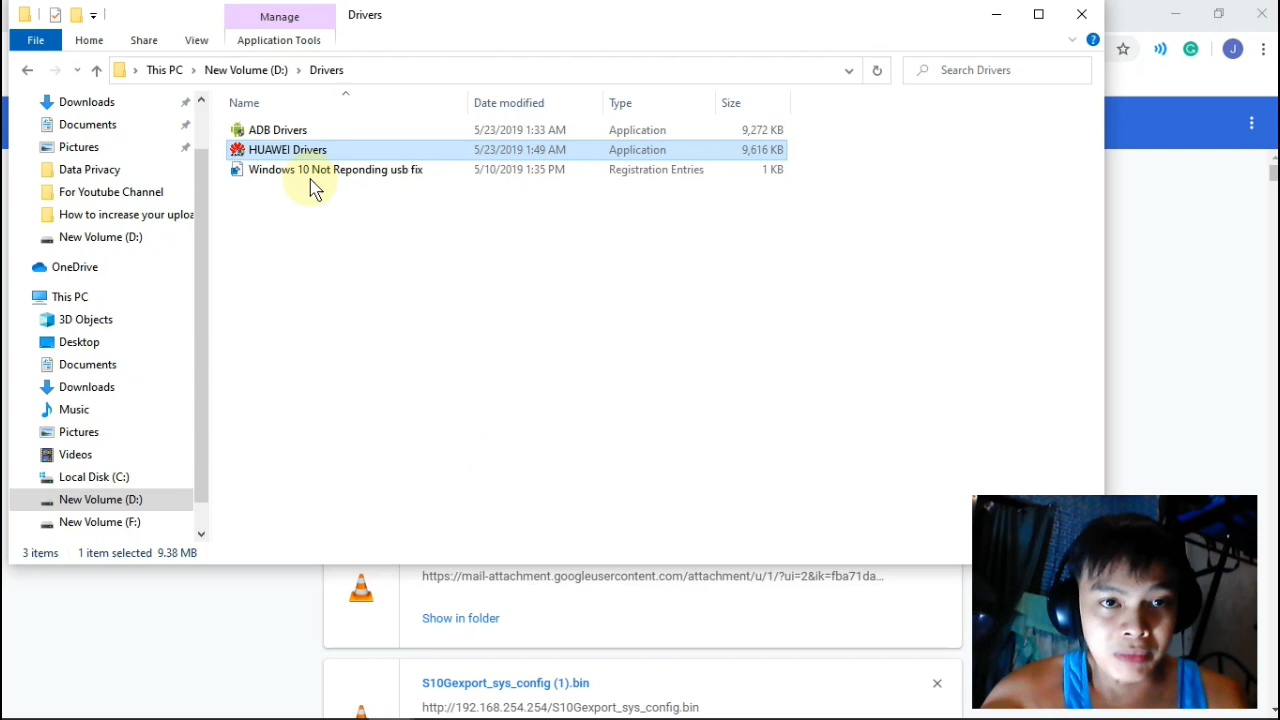 Manage
Drivers
File
Home
Share
View
Application Tools
This PC
New Volume (D:)
Drivers
Search Drivers
Name
Date modified
Type
Size
ADB Drivers
5/23/2019 1:33 AM
Application
9,272 KB
HUAWEI Drivers
5/23/2019 1:49 AM
Application
9,616 KB
Windows 10 Not Reponding usb fix
5/10/2019 1:35 PM
Registration Entries
1 KB
Downloads
Documents
Pictures
Data Privacy
For Youtube Channel
How to increase your uploa
New Volume (D:)
OneDrive
This PC
3D Objects
Desktop
Documents
Downloads
Music
Pictures
Videos
Local Disk (C:)
New Volume (D:)
New Volume (F:)
3 items
1 item selected 9.38 MB
J
https://mail-attachment.googleusercontent.com/attachment/u/1/?ui=2&ik=fba71da...
Show in folder
S10Gexport_sys_config (1).bin
http://192.168.254.254/S10Gexport_sys_config.bin